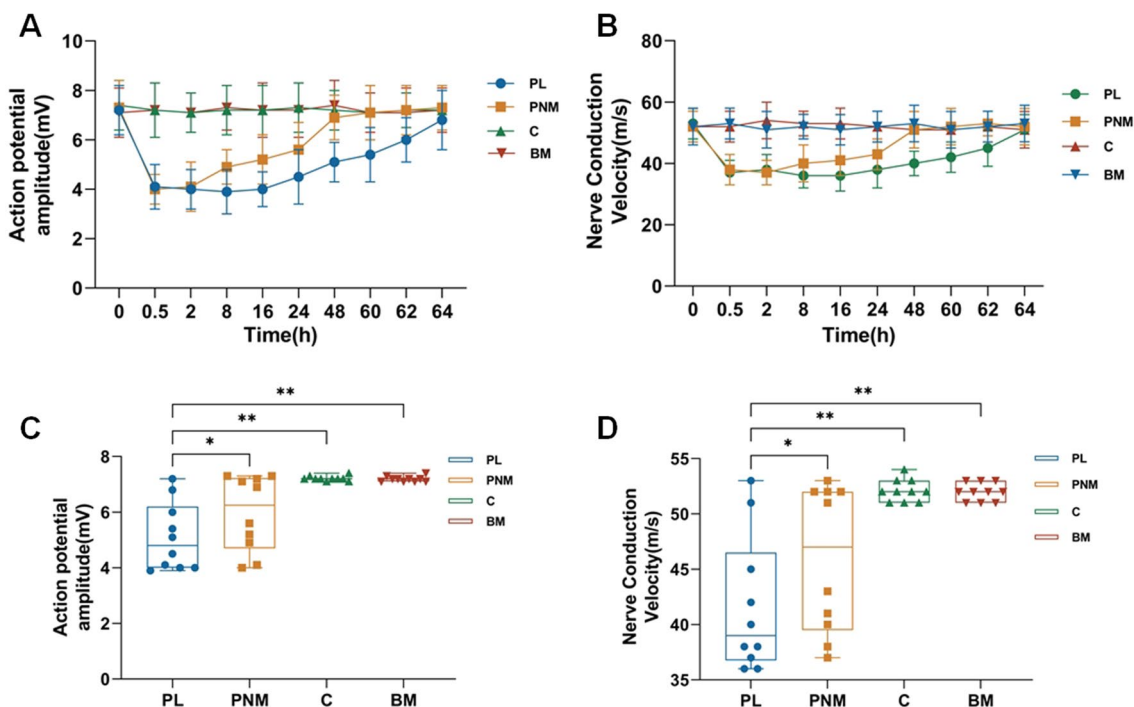 A
Action potential
amplitude(mV)
10
8
6
4
2
0
0 0.5 2 8 16 24 48 60 62 64
Time(h)
PL
PNM
C
BM
B
Nerve Conduction
Velocity(m/s)
80
60
40
20
0
0 0.5 2 8 16 24 48 60 62 64
Time(h)
PL
PNM
C
BM
C
Action potential
amplitude(mV)
8
6
4
2
0
**
**
*
PL PNM C BM
PL
PNM
C
BM
D
Nerve Conduction
Velocity(m/s)
55
50
45
40
35
**
**
*
PL PNM C BM
PL
PNM
C
BM